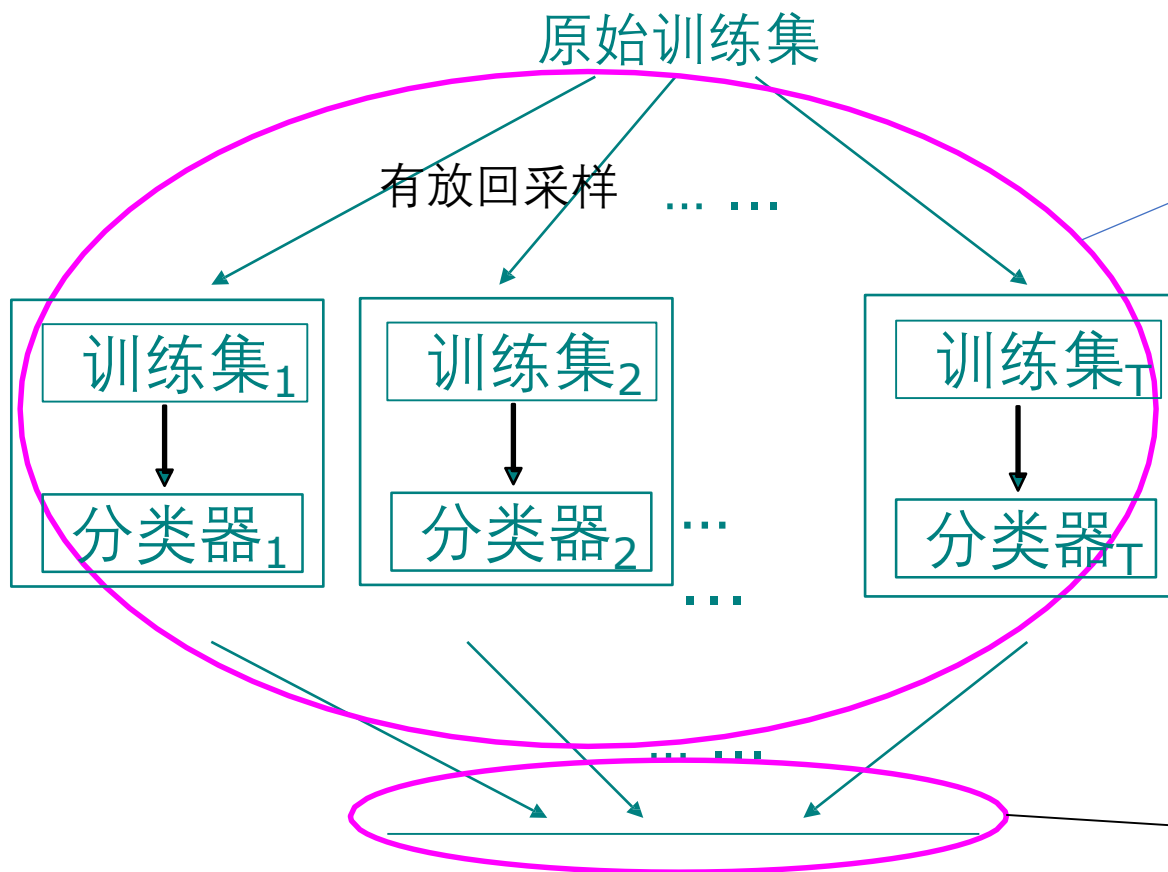 原始训练集
有放回采样 … …
训练集1 训练集2 训练集T
分类器1 分类器2 … 分类器T
…
… …